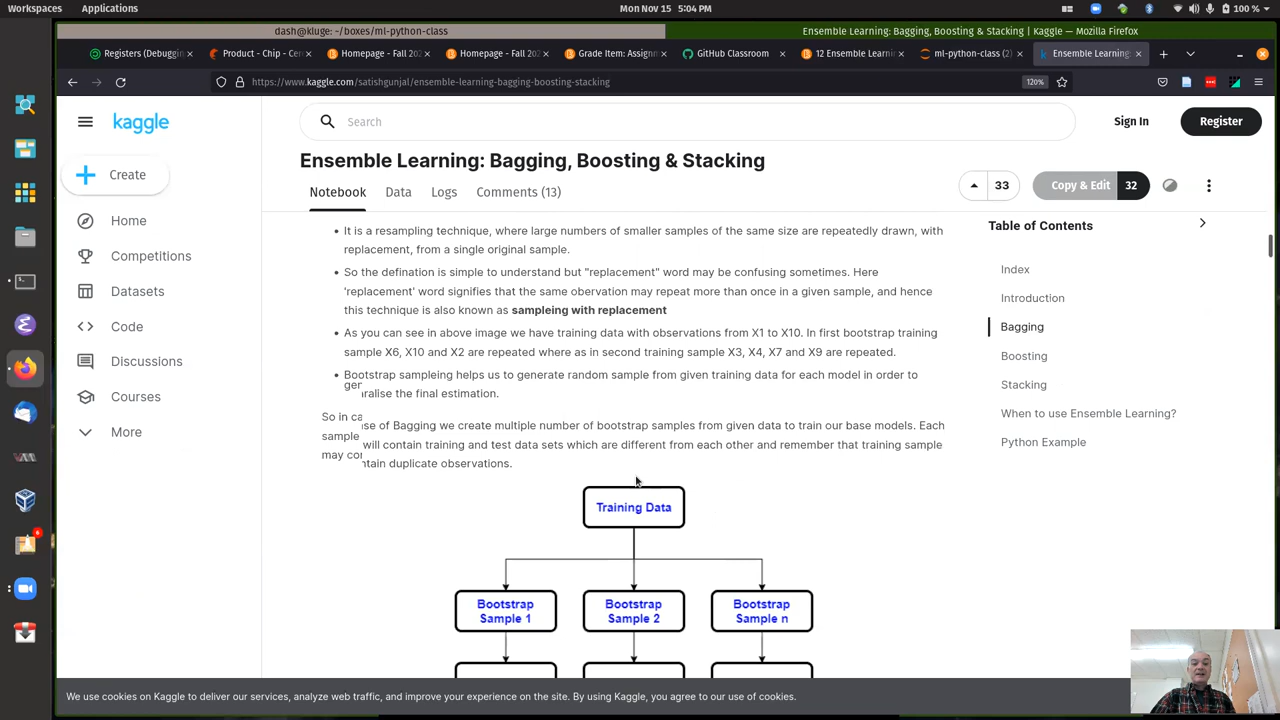 Workspaces Applications Mon Nov 15 5:04 PM 100 %
dash@kluge: ~/boxes/ml-python-class Ensemble Learning: Bagging, Boosting & Stacking | Kaggle — Mozilla Firefox
Registers (Debugging Product - Chip - Cer Homepage - Fall 202 Homepage - Fall 202 Grade Item: Assignm GitHub Classroom 12 Ensemble Learnin ml-python-class (2) Ensemble Learning:
https://www.kaggle.com/satishgunjal/ensemble-learning-bagging-boosting-stacking 120%
kaggle Search Sign In Register
Create
Home
Competitions
Datasets
Code
Discussions
Courses
More
Ensemble Learning: Bagging, Boosting & Stacking
Notebook Data Logs Comments (13) 33 Copy & Edit 32
It is a resampling technique, where large numbers of smaller samples of the same size are repeatedly drawn, with
replacement, from a single original sample.
So the defination is simple to understand but "replacement" word may be confusing sometimes. Here
'replacement' word signifies that the same obervation may repeat more than once in a given sample, and hence
this technique is also known as sampleing with replacement
As you can see in above image we have training data with observations from X1 to X10. In first bootstrap training
sample X6, X10 and X2 are repeated where as in second training sample X3, X4, X7 and X9 are repeated.
Bootstrap sampleing helps us to generate random sample from given training data for each model in order to
generalise the final estimation.
So in case of Bagging we create multiple number of bootstrap samples from given data to train our base models. Each
sample will contain training and test data sets which are different from each other and remember that training sample
may contain duplicate observations.
Training Data
Bootstrap
Sample 1
Bootstrap
Sample 2
Bootstrap
Sample n
Table of Contents
Index
Introduction
Bagging
Boosting
Stacking
When to use Ensemble Learning?
Python Example
We use cookies on Kaggle to deliver our services, analyze web traffic, and improve your experience on the site. By using Kaggle, you agree to our use of cookies.
6